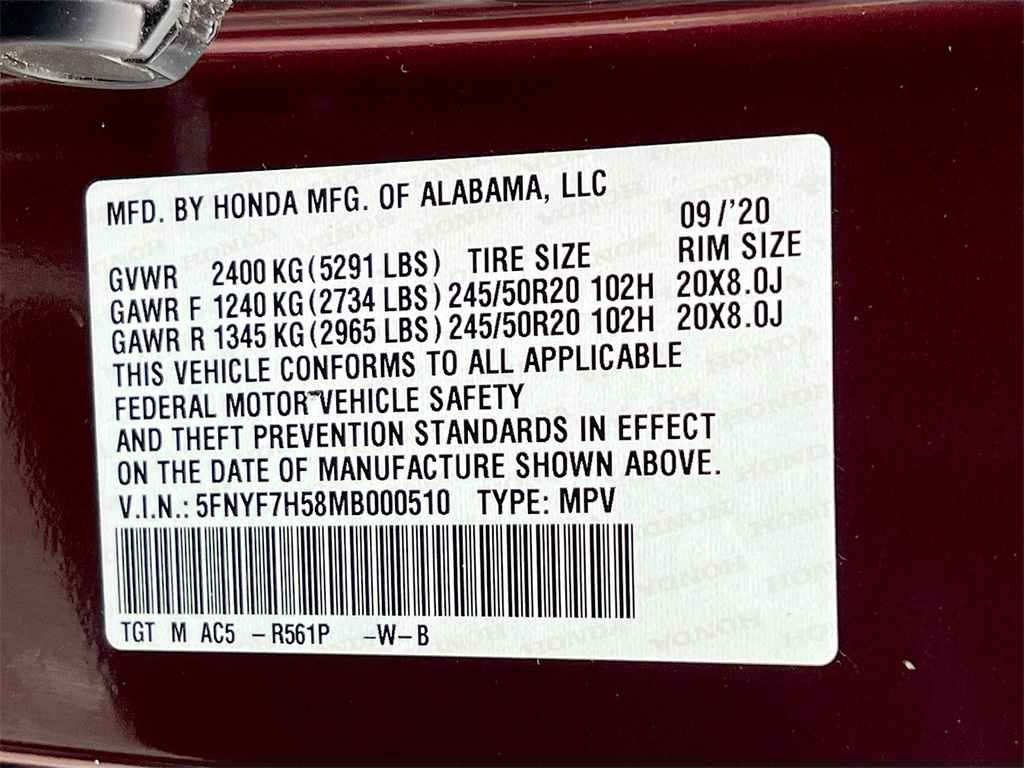 MFD. BY HONDA MFG. OF ALABAMA, LLC
09/'20
GVWR 2400 KG (5291 LBS) TIRE SIZE RIM SIZE
GAWR F 1240 KG (2734 LBS) 245/50R20 102H 20X8.0J
GAWR R 1345 KG (2965 LBS) 245/50R20 102H 20X8.0J
THIS VEHICLE CONFORMS TO ALL APPLICABLE
FEDERAL MOTOR VEHICLE SAFETY
AND THEFT PREVENTION STANDARDS IN EFFECT
ON THE DATE OF MANUFACTURE SHOWN ABOVE.
V.I.N.: 5FNYF7H58MB000510 TYPE: MPV
TGT M AC5 -R561P -W-B